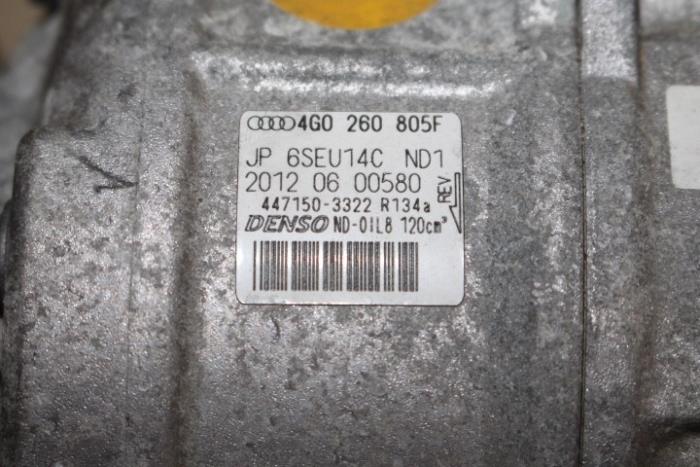 4G0 260 805F
JP 6SEU14C ND1
2012 06 00580
REV.
447150-3322 R134a
DENSO ND-OIL8 120cm³